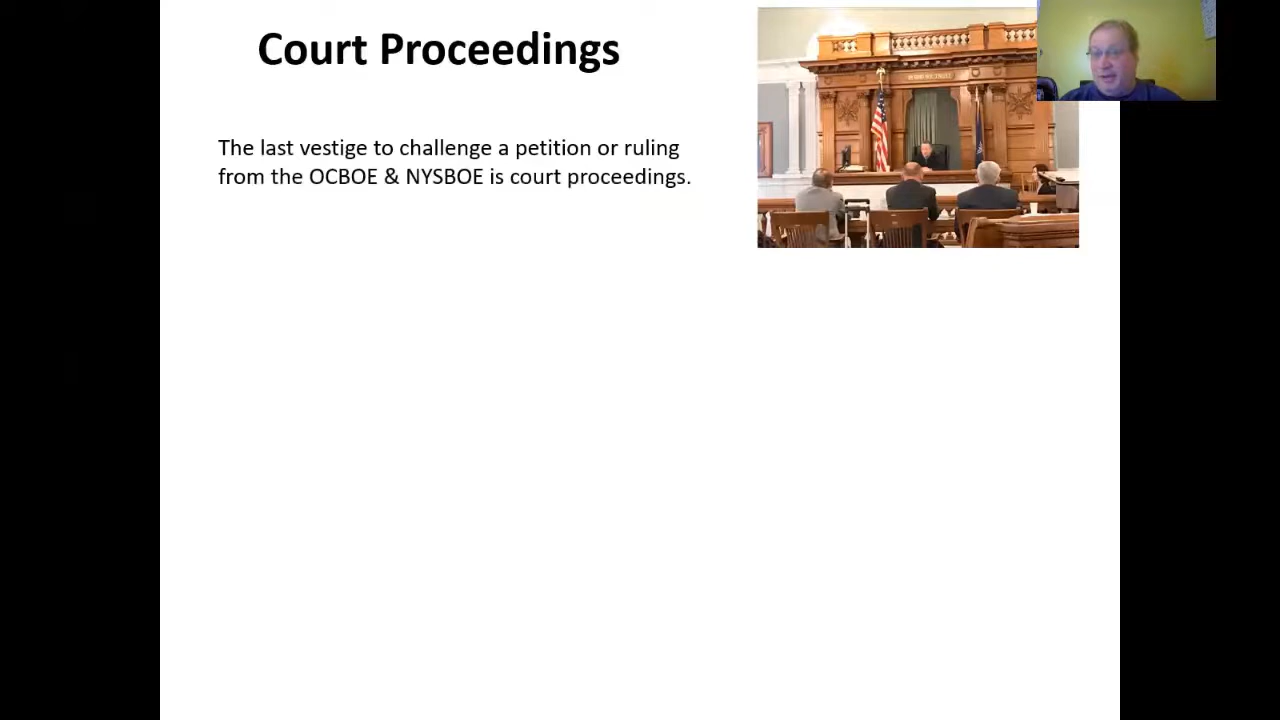 Court Proceedings
The last vestige to challenge a petition or ruling
from the OCBOE & NYSBOE is court proceedings.